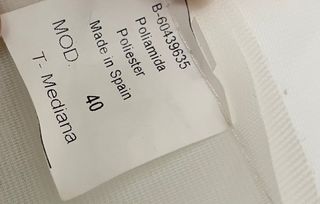 B-60439635
Poliamida
Poliester
Made in Spain
40
MOD.
T- Mediana